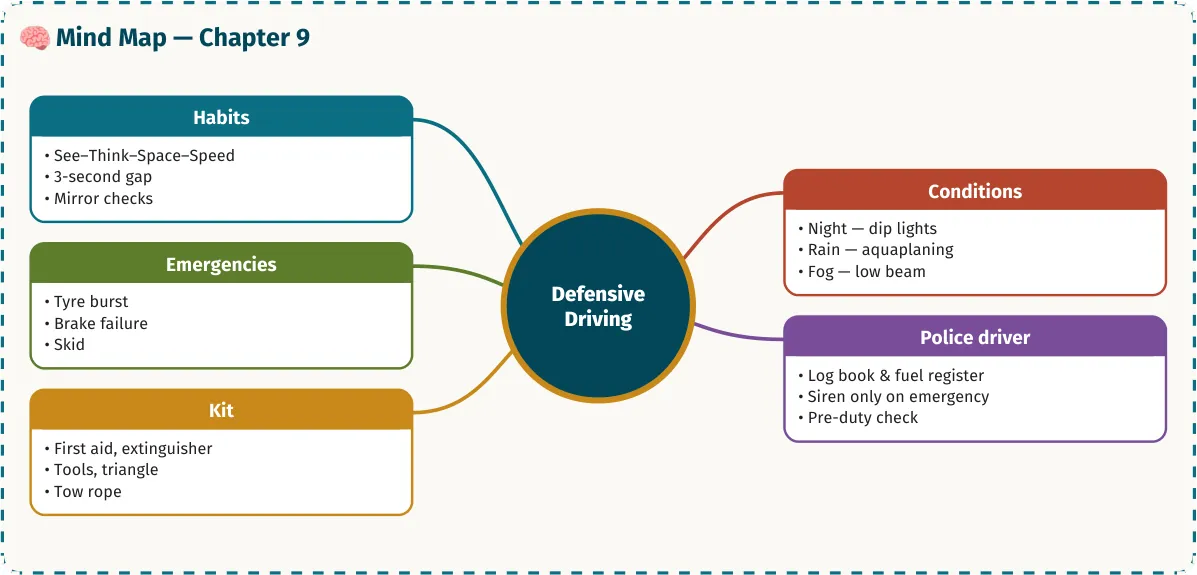 🧠 Mind Map — Chapter 9
Habits
• See–Think–Space–Speed
• 3-second gap
• Mirror checks
Emergencies
• Tyre burst
• Brake failure
• Skid
Kit
• First aid, extinguisher
• Tools, triangle
• Tow rope
Defensive
Driving
Conditions
• Night — dip lights
• Rain — aquaplaning
• Fog — low beam
Police driver
• Log book & fuel register
• Siren only on emergency
• Pre-duty check